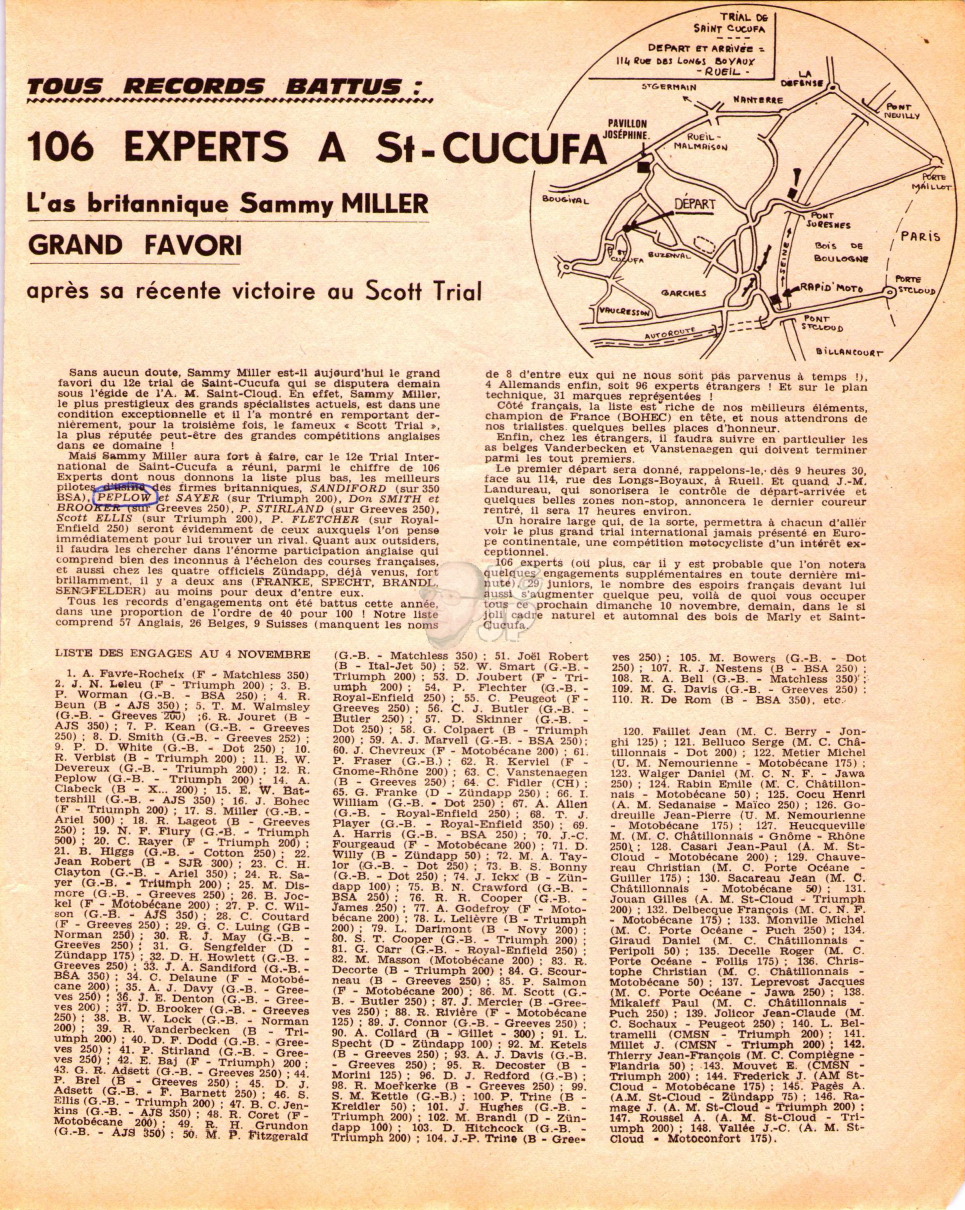 TOUS RECORDS BATTUS :
106 EXPERTS A St-CUCUFA
L'as britannique Sammy MILLER
GRAND FAVORI
après sa récente victoire au Scott Trial
TRIAL DE
SAINT CUCUFA
DEPART ET ARRIVÉE =
114 RUE DES LONGS BOYAUX
- RUEIL -
ST GERMAIN
NANTERRE
LA
DÉFENSE
PONT
NEUILLY
PAVILLON
JOSÉPHINE
RUEIL-
MALMAISON
PORTE
MAILLOT
BOUGIVAL
DÉPART
PONT
SURESNES
PARIS
ST
CUCUFA
BUZENVAL
SEINE
BOIS DE
BOULOGNE
GARCHES
RAPID'MOTO
PORTE
ST CLOUD
VAUCRESSON
AUTOROUTE
PONT
ST CLOUD
BILLANCOURT
Sans aucun doute, Sammy Miller est-il aujourd'hui le grand
favori du 12e trial de Saint-Cucufa qui se disputera demain
sous l'égide de l'A. M. Saint-Cloud. En effet, Sammy Miller,
le plus prestigieux des grands spécialistes actuels, est dans une
condition exceptionnelle et il l'a montré en remportant der-
nièrement, pour la troisième fois, le fameux « Scott Trial »,
la plus réputée peut-être des grandes compétitions anglaises
dans ce domaine !
Mais Sammy Miller aura fort à faire, car le 12e Trial Inter-
national de Saint-Cucufa a réuni, parmi le chiffre de 106
Experts dont nous donnons la liste plus bas, les meilleurs
pilotes d'usine des firmes britanniques, SANDIFORD (sur 350
BSA), PEPLOW et SAYER (sur Triumph 200), Don SMITH et
BROOKER (sur Greeves 250), P. STIRLAND (sur Greeves 250),
Scott ELLIS (sur Triumph 200), P. FLETCHER (sur Royal-
Enfield 250) seront évidemment de ceux auxquels l'on pense
immédiatement pour lui trouver un rival. Quant aux outsiders,
il faudra les chercher dans l'énorme participation anglaise qui
comprend bien des inconnus à l'échelon des courses françaises,
et aussi chez les quatre officiels Zündapp, déjà venus, fort
brillamment, il y a deux ans (FRANKE, SPECHT, BRANDL,
SENGFELDER) au moins pour deux d'entre eux.
Tous les records d'engagements ont été battus cette année,
dans une proportion de l'ordre de 40 pour 100 ! Notre liste
comprend 57 Anglais, 26 Belges, 9 Suisses (manquent les noms
de 8 d'entre eux qui ne nous sont pas parvenus à temps !),
4 Allemands enfin, soit 96 experts étrangers ! Et sur le plan
technique, 31 marques représentées !
Côté français, la liste est riche de nos meilleurs éléments,
champion de France (BOHEC) en tête, et nous attendrons de
nos trialistes quelques belles places d'honneur.
Enfin, chez les étrangers, il faudra suivre en particulier les
as belges Vanderbecken et Vanstenaegen qui doivent terminer
parmi les tout premiers.
Le premier départ sera donné, rappelons-le, dès 9 heures 30,
face au 114, rue des Longs-Boyaux, à Rueil. Et quand J.-M.
Landureau, qui sonorisera le contrôle de départ-arrivée et
quelques belles zones non-stop, annoncera le dernier coureur
rentré, il sera 17 heures environ.
Un horaire large qui, de la sorte, permettra à chacun d'aller
voir le plus grand trial international jamais présenté en Euro-
pe continentale, une compétition motocycliste d'un intérêt ex-
ceptionnel.
106 experts (ou plus, car il y est probable que l'on notera
quelques engagements supplémentaires en toute dernière mi-
nute), 29 juniors, le nombre des espoirs français devant lui
aussi s'augmenter quelque peu, voilà de quoi vous occuper
tous ce prochain dimanche 10 novembre, demain, dans le si
joli cadre naturel et automnal des bois de Marly et Saint-
Cucufa.
LISTE DES ENGAGES AU 4 NOVEMBRE
1. A. Favre-Rocheix (F - Matchless 350)
2. J. N. Leleu (F - Triumph 200) ; 3. B.
P. Worman (G.-B. - BSA 250) ; 4. R.
Beun (B - AJS 350) ; 5. T. M. Walmsley
(G.-B. - Greeves 200) ; 6. R. Jouret (B -
AJS 350) ; 7. P. Kean (G.-B. - Greeves
250) ; 8. D. Smith (G.-B. - Greeves 252) ;
9. P. D. White (G.-B. - Dot 250) ; 10.
R. Verbist (B - Triumph 200) ; 11. B. W.
Devereux (G.-B. - Triumph 200) ; 12. R.
Peplow (G.-B. - Triumph 200) ; 14. A.
Clabeck (B - X... 200) ; 15. E. W. Bat-
tershill (G.-B. - AJS 350) ; 16. J. Bohec
(F - Triumph 200) ; 17. S. Miller (G.-B. -
Ariel 500) ; 18. R. Lageot (B - Greeves
250) ; 19. N. F. Flury (G.-B. - Triumph
500) ; 20. C. Rayer (F - Triumph 200) ;
21. B. Higgs (G.-B. - Cotton 250) ; 22.
Jean Robert (B - SJR 300) ; 23. C. H.
Clayton (G.-B. - Ariel 350) ; 24. R. Sa-
yer (G.-B. - Triumph 200) ; 25. M. Dis-
more (G.-B. - Greeves 250) ; 26. B. Joc-
kel (F - Motobécane 200) ; 27. P. C. Wil-
son (G.-B. - AJS 350) ; 28. C. Coutard
(F - Greeves 250) ; 29. G. C. Luing (GB -
Norman 250) ; 30. R. J. May (G.-B. -
Greeves 250) ; 31. G. Sengfelder (D -
Zündapp 175) ; 32. D. H. Howlett (G.-B. -
Greeves 250) ; 33. J. A. Sandiford (G.-B. -
BSA 350) ; 34. C. Delaune (F - Motobé-
cane 200) ; 35. A. J. Davy (G.-B. - Gree-
ves 250) ; 36. J. E. Denton (G.-B. - Gree-
ves 200) ; 37. D. Brooker (G.-B. - Greeves
250) ; 38. B. W. Lock (G.-B. - Norman
200) ; 39. R. Vanderbecken (B - Tri-
umph 200) ; 40. D. F. Dodd (G.-B. - Gree-
ves 250) ; 41. P. Stirland (G.-B. - Gree-
ves 250) ; 42. E. Baj (F - Triumph) 200 ;
43. G. R. Adsett (G.-B. - Greeves 250) ; 44.
P. Brel (B - Greeves 250) ; 45. D. J.
Adsett (G.-B. - F. Barnett 250) ; 46. S.
Ellis (G.-B. - Triumph 200) ; 47. B. C. Jen-
kins (G.-B. - AJS 350) ; 48. R. Coret (F -
Motobécane 200) ; 49. R. H. Grundon
(G.-B. - AJS 350) ; 50. M. P. Fitzgerald
(G.-B. - Matchless 350) ; 51. Joël Robert
(B - Ital-Jet 50) ; 52. W. Smart (G.-B. -
Triumph 200) ; 53. D. Joubert (F - Tri-
umph 200) ; 54. P. Flechter (G.-B. -
Royal-Enfield 250) ; 55. C. Peugeot (F -
Greeves 250) ; 56. C. J. Butler (G.-B. -
Butler 250) ; 57. D. Skinner (G.-B. -
Dot 250) ; 58. G. Colpaert (B - Triumph
200) ; 59. A. J. Marvell (G.-B. - BSA 250) ;
60. J. Chevreux (F - Motobécane 200) ; 61.
P. Fraser (G.-B.) ; 62. R. Kerviel (F -
Gnome-Rhône 200) ; 63. C. Vanstenaegen
(B - Greeves 250) ; 64. C. Fidler (CH) ;
65. G. Franke (D - Zündapp 250) ; 66. I.
William (G.-B. - Dot 250) ; 67. A. Allen
(G.-B. - Royal-Enfield 250) ; 68. T. J.
Player (G.-B. - Royal-Enfield 350) ; 69.
A. Harris (G.-B. - BSA 250) ; 70. J.-C.
Fourgeaud (F - Motobécane 200) ; 71. D.
Willy (B - Zündapp 50) ; 72. M. A. Tay-
lor (G.-B. - Dot 250) ; 73. B. S. Bonny
(G.-B. - Dot 250) ; 74. J. Ickx (B - Zün-
dapp 100) ; 75. B. N. Crawford (G.-B. -
BSA 250) ; 76. R. R. Cooper (G.-B. -
James 250) ; 77. A. Godefroy (F - Moto-
bécane 200) ; 78. L. Lelièvre (B - Triumph
200) ; 79. L. Darimont (B - Novy 200) ;
80. S. T. Cooper (G.-B. - Triumph 200) ;
81. G. Carr (G.-B. - Royal-Enfield 250) ;
82. M. Masson (Motobécane 200) ; 83. R.
Decorte (B - Triumph 200) ; 84. G. Scour-
neau (B - Greeves 250) ; 85. P. Salmon
(F - Motobécane 200) ; 86. M. Scott (G.-
B. - Butler 250) ; 87. J. Mercier (B -Gree-
ves 250) ; 88. R. Rivière (F - Motobécane
125) ; 89. J. Connor (G.-B. - Greeves 250) ;
90. A. Collard (B - Gillet - 300) ; 91. L.
Specht (D - Zündapp 100) ; 92. M. Ketels
(B - Greeves 250) ; 93. A. J. Davis (G.-B.
- Greeves 250) ; 95. R. Decoster (B -
Morini 125) ; 96. D. J. Redford (G.-B.) ;
98. R. Moerkerke (B - Greeves 250) ; 99.
S. M. Kettle (G.-B.) ; 100. P. Trine (B -
Kreidler 50) ; 101. J. Hughes (G.-B. -
Triumph 200) ; 102. M. Brandl (D - Zün-
dapp 100) ; 103. D. Hitchcock (G.-B. -
Triumph 200) ; 104. J.-P. Trine (B - Gree-
ves 250) ; 105. M. Bowers (G.-B. - Dot
250) ; 107. R. J. Nestens (B - BSA 250) ;
108. R. A. Bell (G.-B. - Matchless 350) ;
109. M. G. Davis (G.-B. - Greeves 250) ;
110. R. De Rom (B - BSA 350), etc.
120. Faillet Jean (M. C. Berry - Jon-
ghi 125) ; 121. Belluco Serge (M. C. Châ-
tillonnais - Dot 200) ; 122. Metier Michel
(U. M. Nemourienne - Motobécane 175) ;
123. Walger Daniel (M. C. N. F. - Jawa
250) ; 124. Rabin Emile (M. C. Châtillon-
nais - Motobécane 50) ; 125. Cocu Henri
(A. M. Sedanaise - Maïco 250) ; 126. Go-
dreuille Jean-Pierre (U. M. Nemourienne
- Motobécane 175) ; 127. Heucqueville
M. (M. C. Châtillonnais - Gnôme - Rhône
250) ; 128. Casari Jean-Paul (A. M. St-
Cloud - Motobécane 200) ; 129. Chauve-
reau Christian (M. C. Porte Océane -
Guiller 175) ; 130. Sacareau Jean (M. C.
Châtillonnais - Motobécane 50) ; 131.
Jouan Gilles (A. M. St-Cloud - Triumph
200) ; 132. Delbecque François (M. C. N. F.
- Motobécane 175) ; 133. Monville Michel
(M. C. Porte Océane - Puch 250) ; 134.
Giraud Daniel (M. C. Châtillonnais -
Peripoli 50) ; 135. Decelle Roger (M. C.
Porte Océane - Follis 175) ; 136. Chris-
tophe Christian (M. C. Châtillonnais -
Motobécane 50) ; 137. Leprevost Jacques
(M. C. Porte Océane - Jawa 250) ; 138.
Mikaleff Paul (M. C. Châtillonnais -
Puch 250) ; 139. Jolicor Jean-Claude (M.
C. Sochaux - Peugeot 250) ; 140. L. Bel-
tramelli (CMSN - Triumph 200) ; 141.
Millet J. (CMSN - Triumph 200) ; 142.
Thierry Jean-François (M. C. Compiègne -
Flandria 50) ; 143. Mouvet E. (CMSN -
Triumph 200) ; 144. Frederick J. (AM St-
Cloud - Motobécane 175) ; 145. Pagès A.
(A.M. St-Cloud - Zündapp 75) ; 146. Ra-
mage J. (A. M. St-Cloud - Triumph 200) ;
147. Roussel A. (A. M. St-Cloud - Tri-
umph 200) ; 148. Vallée J.-C. (A. M. St-
Cloud - Motoconfort 175).